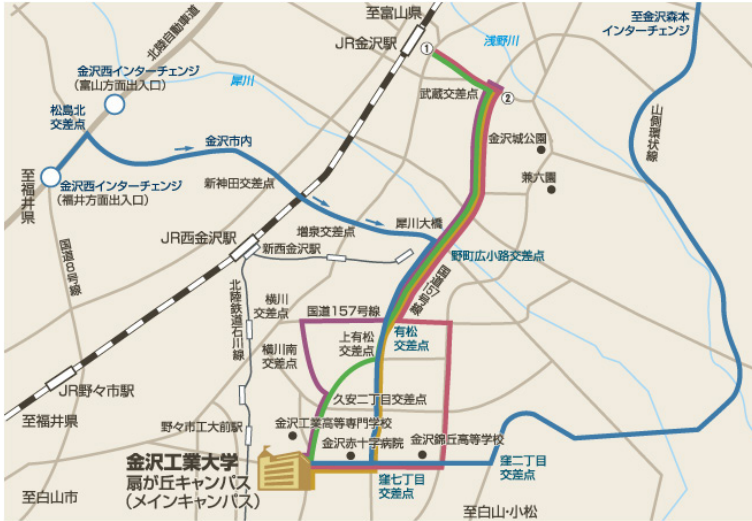 至富山県
JR金沢駅
①
浅野川
至金沢森本
インターチェンジ
北陸自動車道
金沢西インターチェンジ
(富山方面出入口)
犀川
武蔵交差点
②
松島北
交差点
金沢市内
金沢城公園
山側環状線
至福井県
金沢西インターチェンジ
(福井方面出入口)
新神田交差点
兼六園
増泉交差点
犀川大橋
JR西金沢駅
新西金沢駅
野町広小路交差点
国道8号線
北陸鉄道石川線
国道157号線
横川
交差点
国道157号線
上有松
交差点
有松
交差点
横川南
交差点
JR野々市駅
久安二丁目交差点
至福井県
野々市工大前駅
金沢工業高等専門学校
金沢赤十字病院
金沢錦丘高等学校
金沢工業大学
扇が丘キャンパス
(メインキャンパス)
窪七丁目
交差点
窪二丁目
交差点
至白山市
至白山・小松